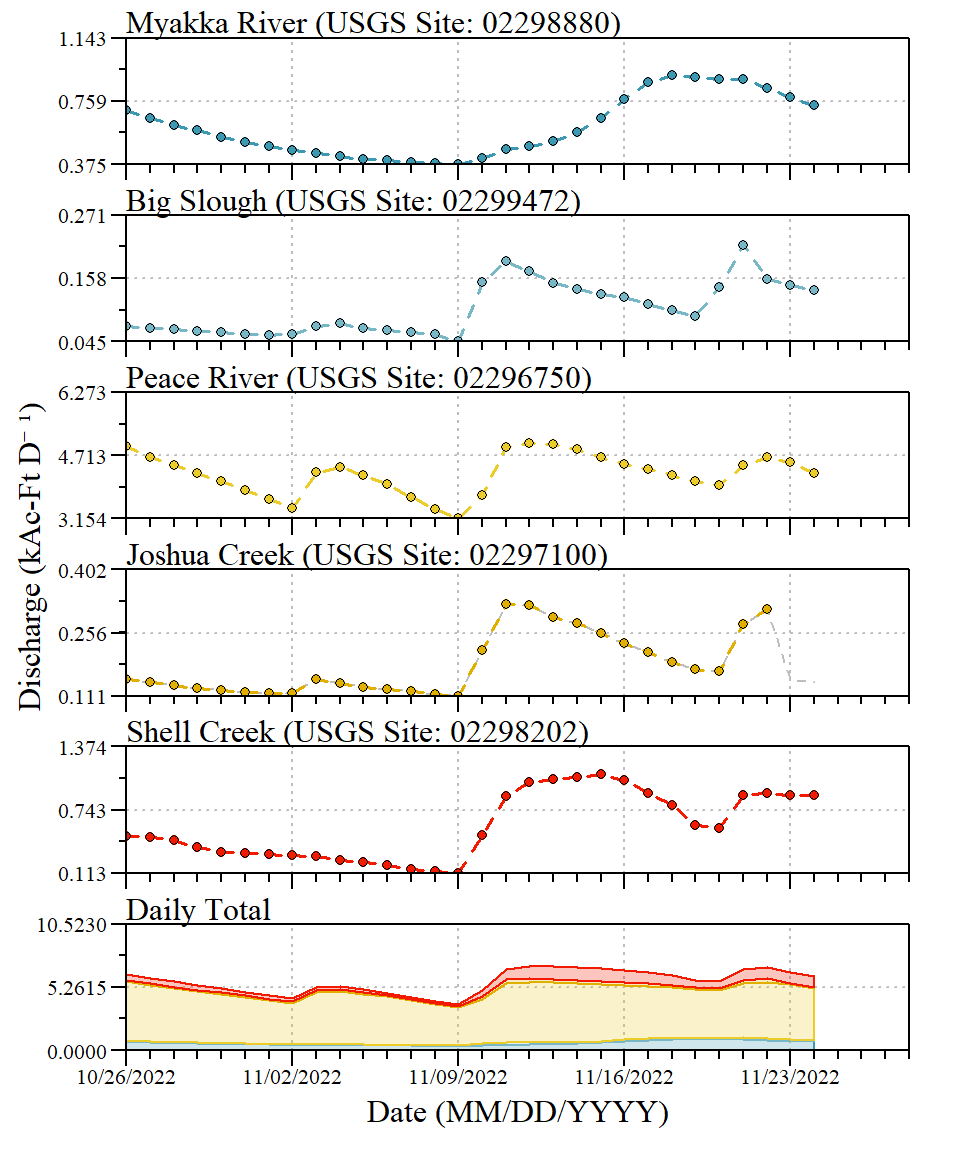 Myakka River (USGS Site: 02298880)
1.143
0.759
0.375
Big Slough (USGS Site: 02299472)
0.271
0.158
0.045
Peace River (USGS Site: 02296750)
6.273
4.713
3.154
Joshua Creek (USGS Site: 02297100)
0.402
0.256
0.111
Shell Creek (USGS Site: 02298202)
1.374
0.743
0.113
Daily Total
10.5230
5.2615
0.0000
10/26/2022 11/02/2022 11/09/2022 11/16/2022 11/23/2022
Date (MM/DD/YYYY)
Discharge (kAc-Ft D⁻¹)